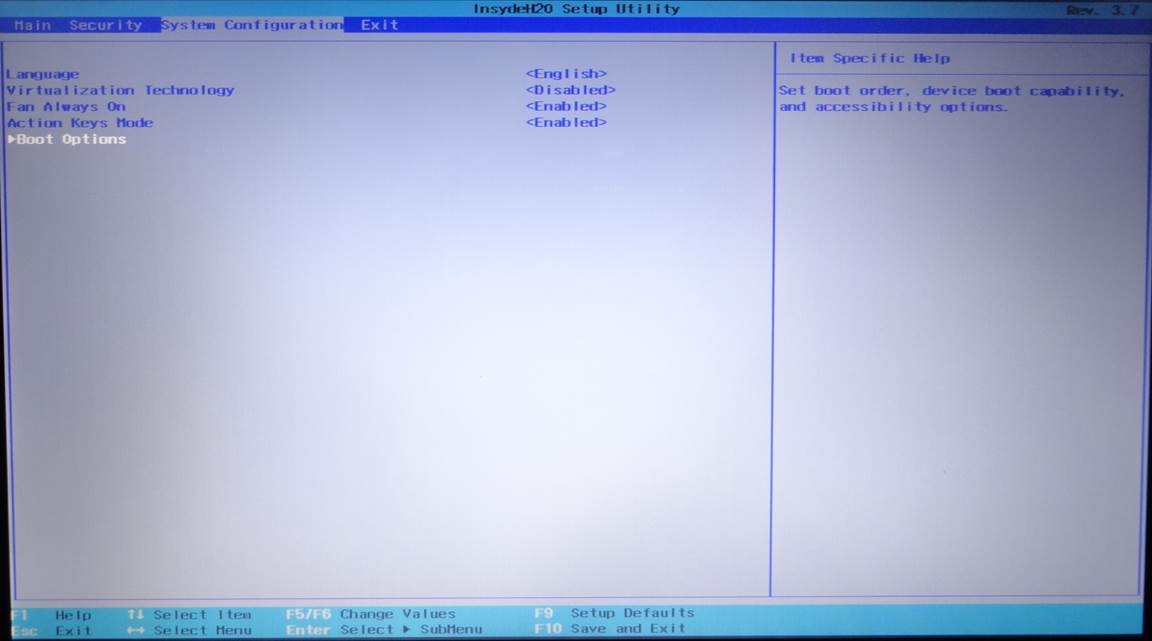 InsydeH20 Setup Utility Rev. 3.7
Main Security System Configuration Exit
Item Specific Help
Language <English>
Virtualization Technology <Disabled>
Fan Always On <Enabled>
Action Keys Mode <Enabled>
▶Boot Options
Set boot order, device boot capability,
and accessibility options.
F1 Help ↑↓ Select Item F5/F6 Change Values F9 Setup Defaults
Esc Exit ↔ Select Menu Enter Select ▶ SubMenu F10 Save and Exit